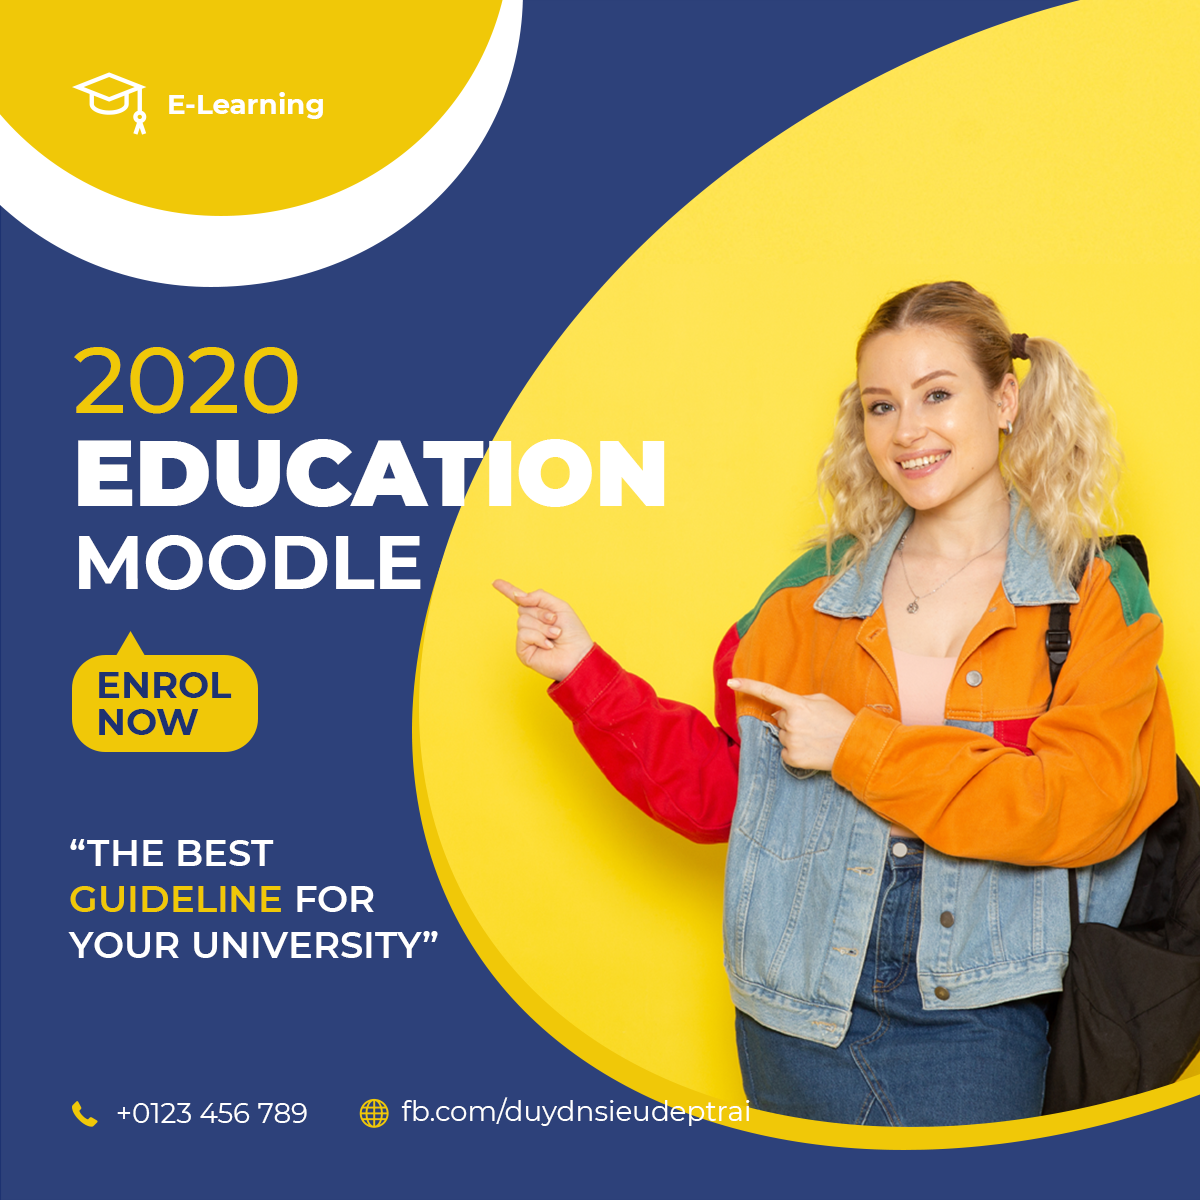 E-Learning
2020
EDUCATION
MOODLE
ENROL
NOW
“THE BEST
GUIDELINE FOR
YOUR UNIVERSITY”
+0123 456 789
fb.com/duydnsieudeptrai